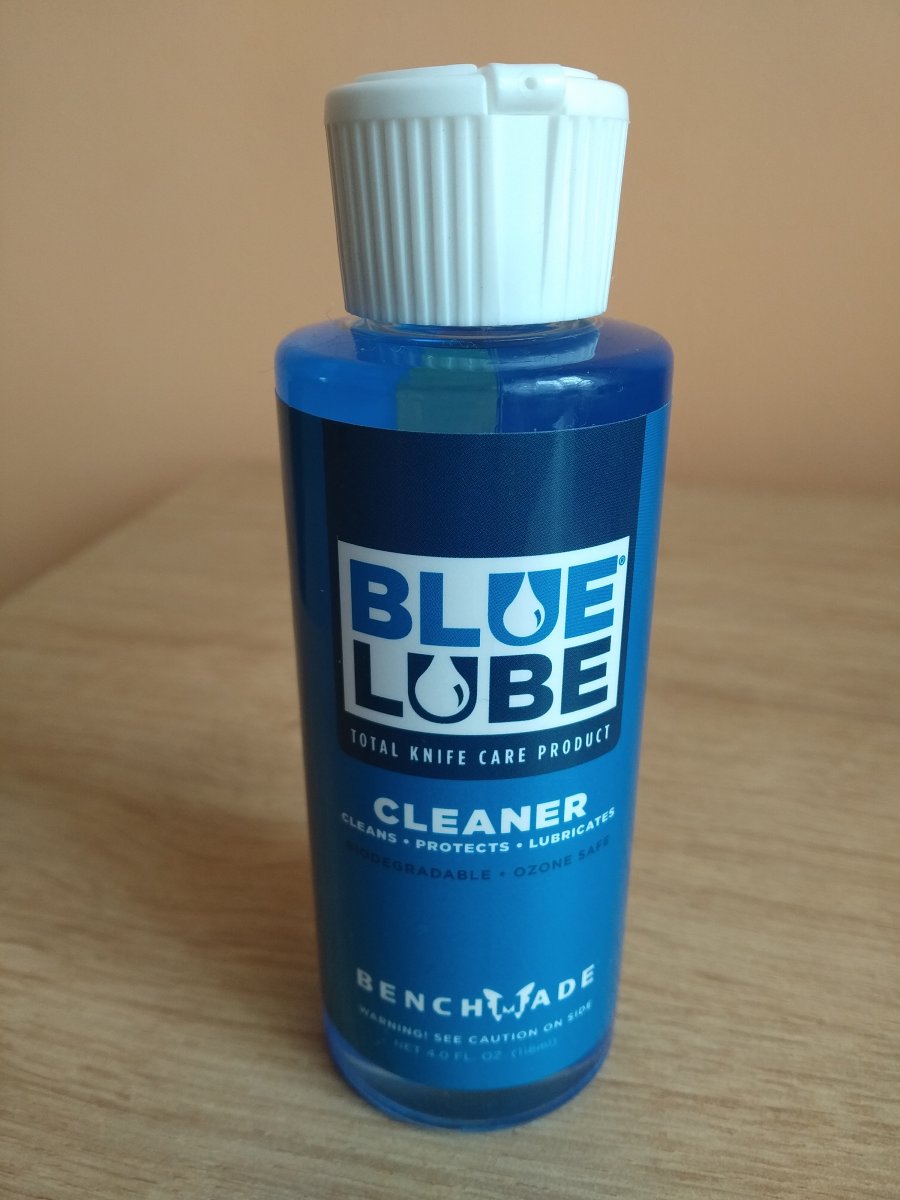 BLUE®
LUBE
TOTAL KNIFE CARE PRODUCT
CLEANER
CLEANS • PROTECTS • LUBRICATES
BIODEGRADABLE • OZONE SAFE
BENCHMADE
WARNING! SEE CAUTION ON SIDE
NET 4.0 FL. OZ. (118ml)